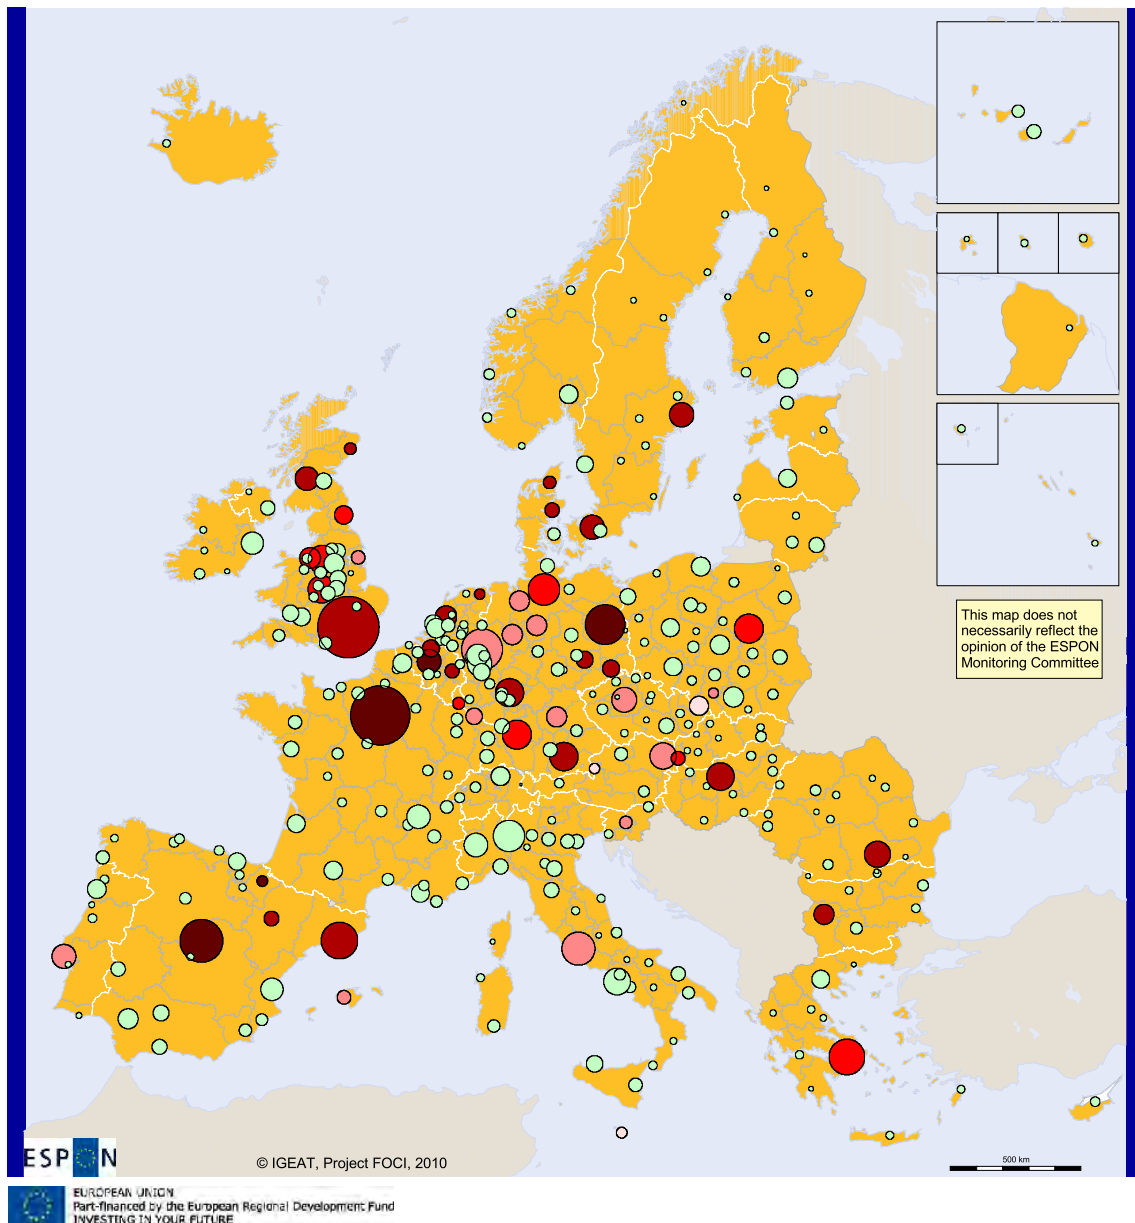 This map does not
necessarily reflect the
opinion of the ESPON
Monitoring Committee
500 km
ESPON
© IGEAT, Project FOCI, 2010
EUROPEAN UNION
Part-financed by the European Regional Development Fund
INVESTING IN YOUR FUTURE